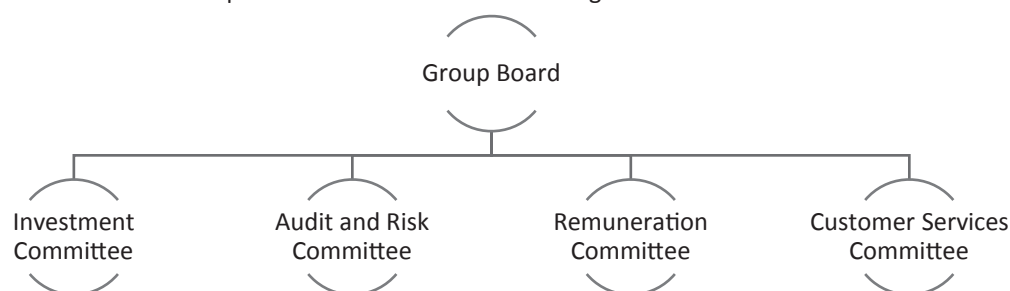 Group Board
Investment
Committee
Audit and Risk
Committee
Remuneration
Committee
Customer Services
Committee